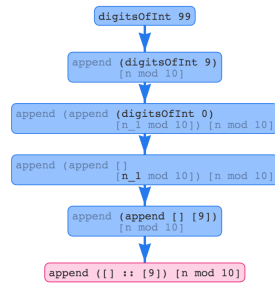 digitsOfInt 99
append (digitsOfInt 9)
[n mod 10]
append (append (digitsOfInt 0)
[n_1 mod 10]) [n mod 10]
append (append []
[n_1 mod 10]) [n mod 10]
append (append [] [9])
[n mod 10]
append ([] :: [9]) [n mod 10]